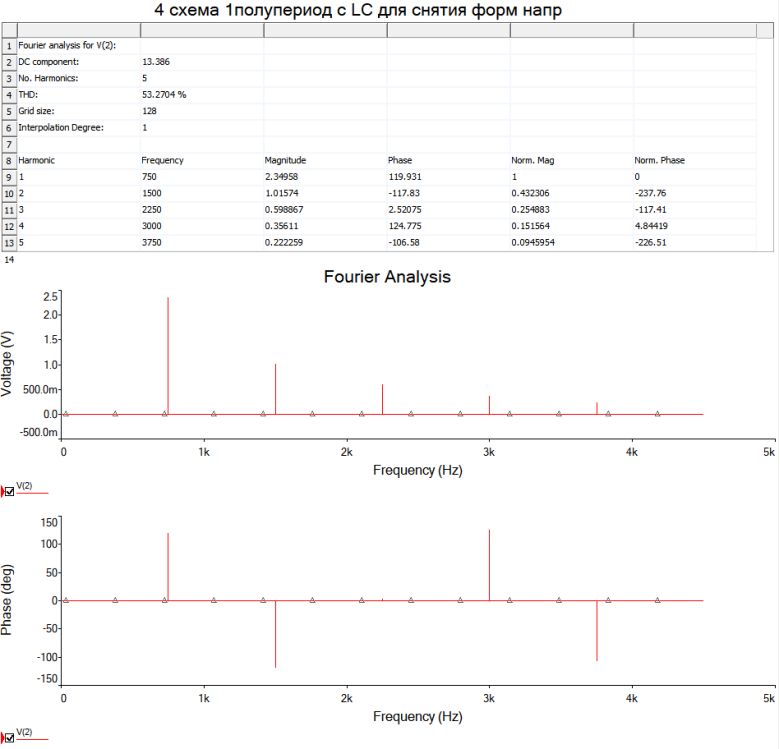 4 схема 1полупериод с LC для снятия форм напр
1 Fourier analysis for V(2):
2 DC component: 13.386
3 No. Harmonics: 5
4 THD: 53.2704 %
5 Grid size: 128
6 Interpolation Degree: 1
7
8 Harmonic Frequency Magnitude Phase Norm. Mag Norm. Phase
9 1 750 2.34958 119.931 1 0
10 2 1500 1.01574 -117.83 0.432306 -237.76
11 3 2250 0.598867 2.52075 0.254883 -117.41
12 4 3000 0.35611 124.775 0.151564 4.84419
13 5 3750 0.222259 -106.58 0.0945954 -226.51
14
Fourier Analysis
Voltage (V)
2.5
2.0
1.5
1.0
500.0m
0.0
-500.0m
0 1k 2k 3k 4k 5k
Frequency (Hz)
V(2)
Phase (deg)
150
100
50
0
-50
-100
-150
0 1k 2k 3k 4k 5k
Frequency (Hz)
V(2)